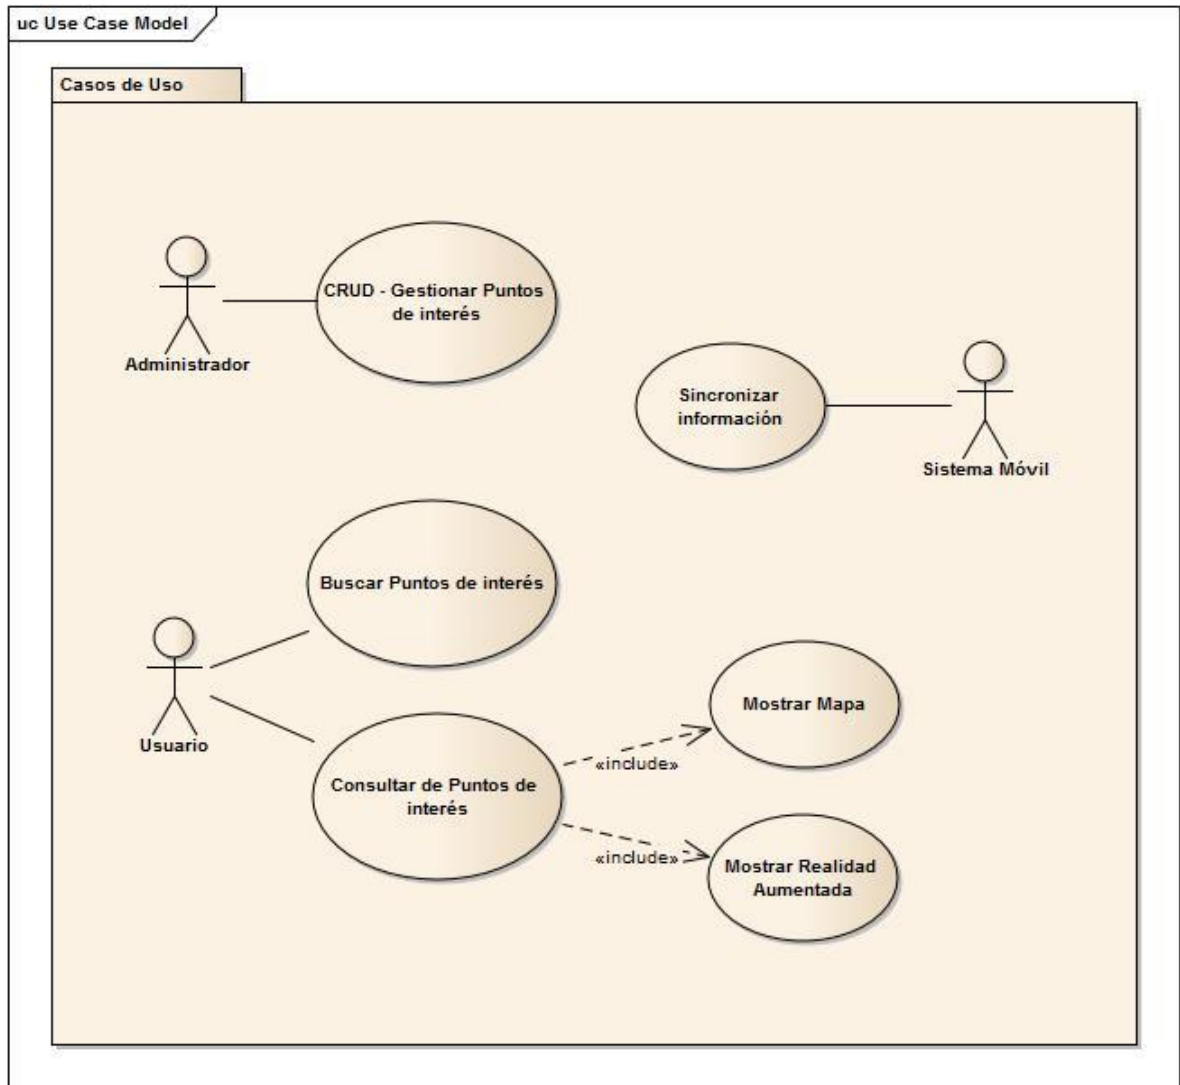 uc Use Case Model
Casos de Uso
CRUD - Gestionar Puntos
de interés
Administrador
Sincronizar
información
Sistema Móvil
Buscar Puntos de interés
Usuario
Mostrar Mapa
«include»
Consultar de Puntos de
interés
«include»
Mostrar Realidad
Aumentada